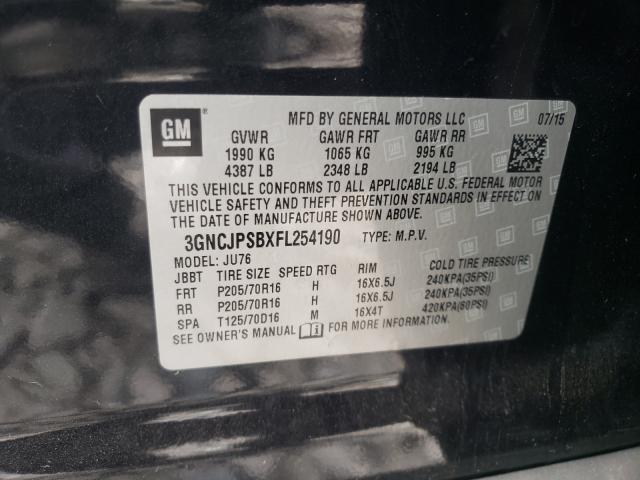 GM
MFD BY GENERAL MOTORS LLC 07/15
GVWR GAWR FRT GAWR RR
1990 KG 1065 KG 995 KG
4387 LB 2348 LB 2194 LB
THIS VEHICLE CONFORMS TO ALL APPLICABLE U.S. FEDERAL MOTOR
VEHICLE SAFETY AND THEFT PREVENTION STANDARDS IN EFFECT ON
THE DATE OF MANUFACTURE SHOWN ABOVE.
3GNCJPSBXFL254190 TYPE: M.P.V.
MODEL: JU76
JBBT TIRE SIZE SPEED RTG RIM COLD TIRE PRESSURE
FRT P205/70R16 H 16X6.5J 240KPA(35PSI)
RR P205/70R16 H 16X6.5J 240KPA(35PSI)
SPA T125/70D16 M 16X4T 420KPA(60PSI)
SEE OWNER'S MANUAL FOR MORE INFORMATION.